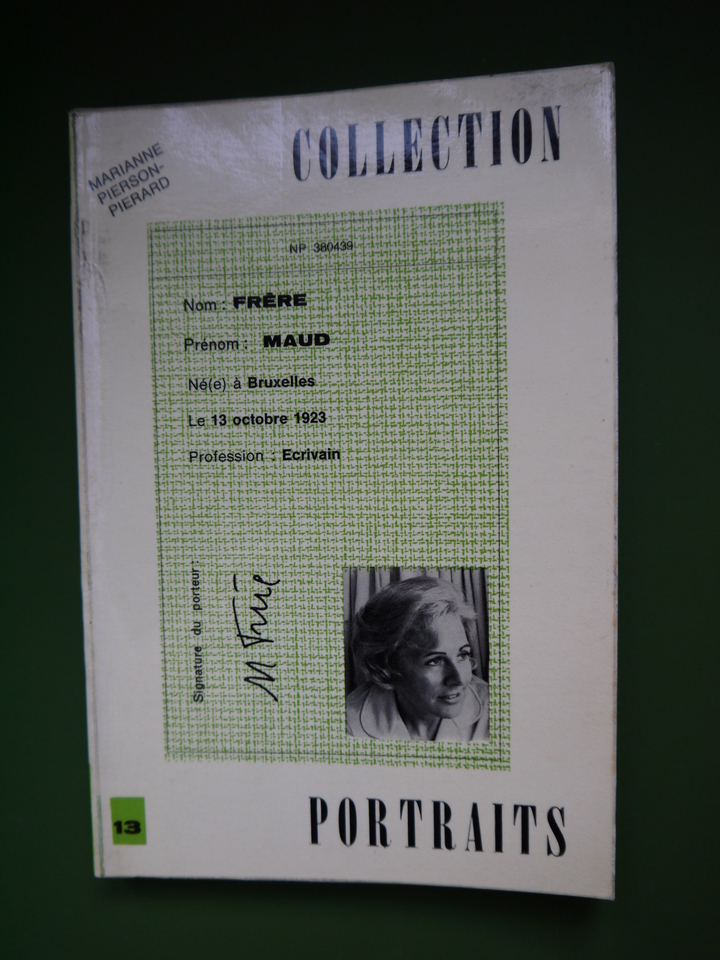 MARIANNE
PIERSON-
PIERARD
COLLECTION
NP 380439
Nom : FRÈRE
Prénom : MAUD
Né(e) à Bruxelles
Le 13 octobre 1923
Profession : Ecrivain
Signature du porteur :
M Frère
13
PORTRAITS